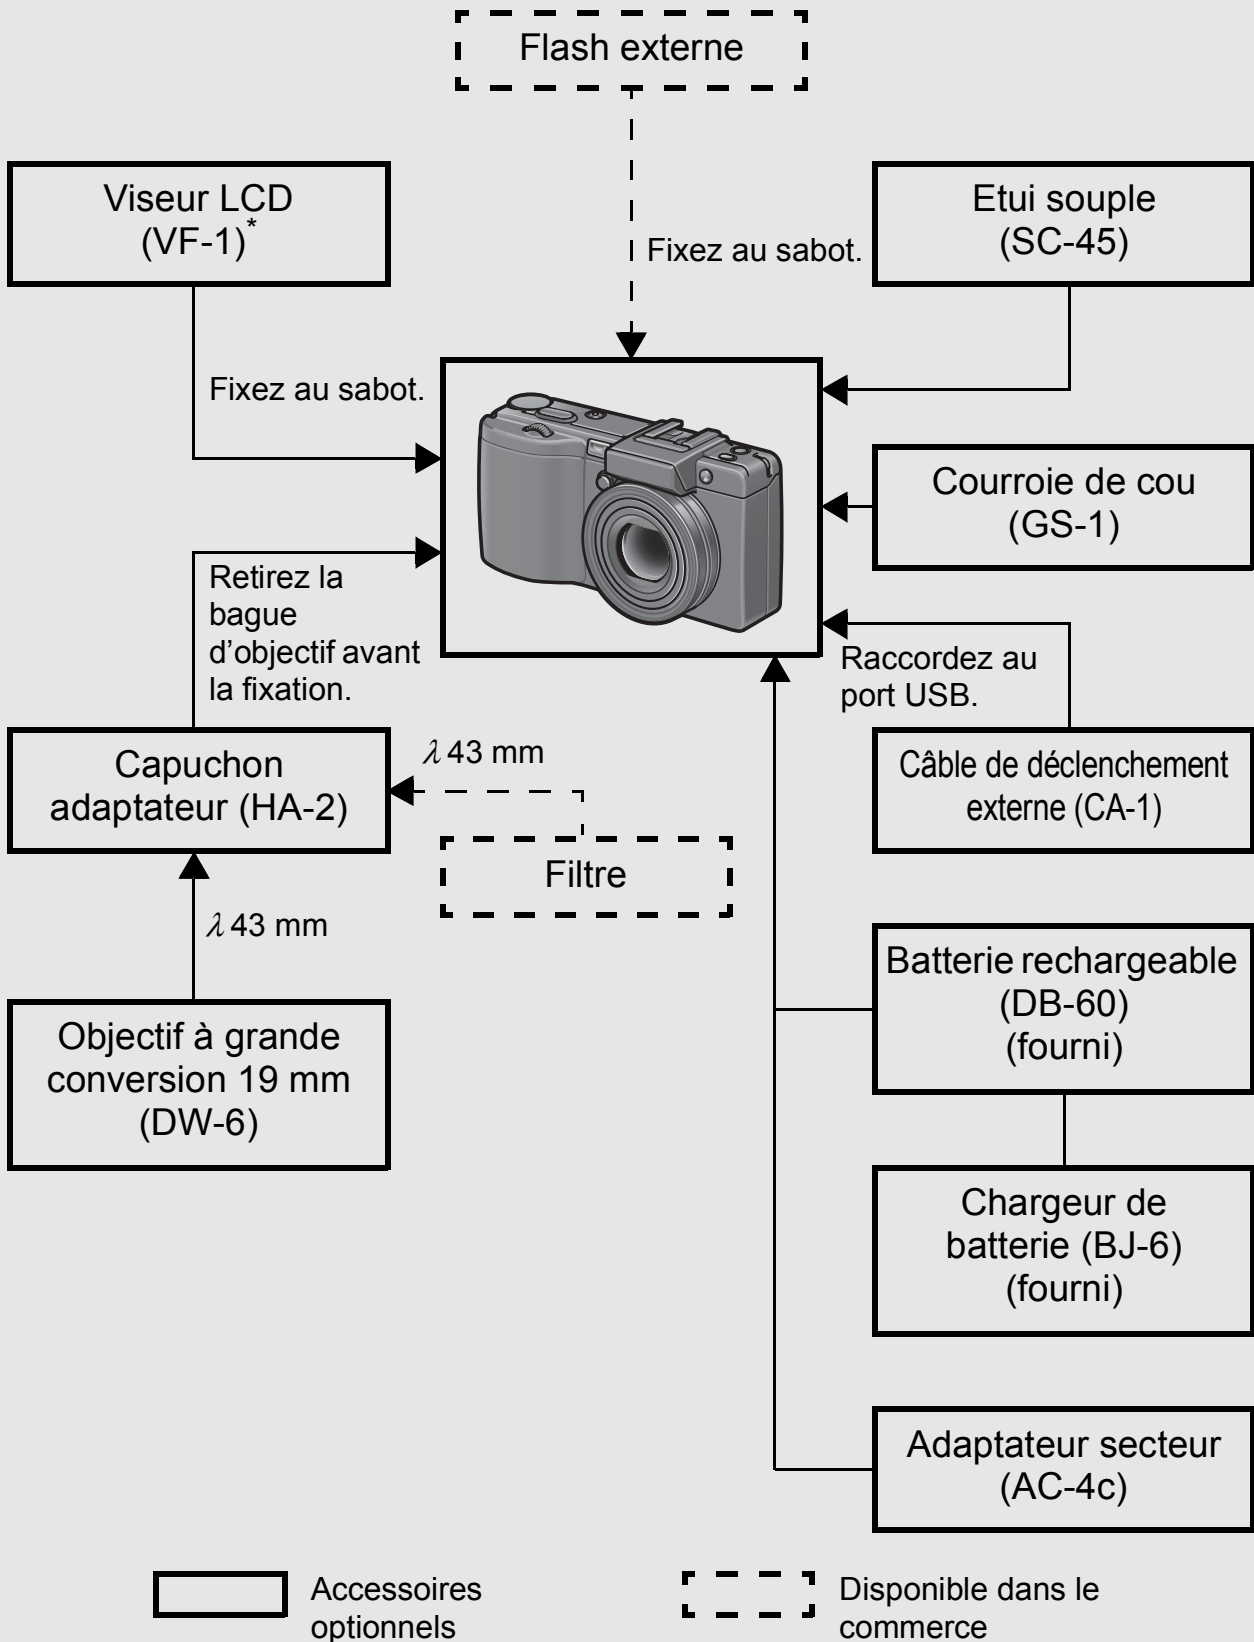 Flash externe
Viseur LCD
(VF-1)*
Etui souple
(SC-45)
Fixez au sabot.
Fixez au sabot.
Courroie de cou
(GS-1)
Retirez la
bague
d’objectif avant
la fixation.
Raccordez au
port USB.
Capuchon
adaptateur (HA-2)
λ 43 mm
Câble de déclenchement
externe (CA-1)
Filtre
λ 43 mm
Batterie rechargeable
(DB-60)
(fourni)
Objectif à grande
conversion 19 mm
(DW-6)
Chargeur de
batterie (BJ-6)
(fourni)
Adaptateur secteur
(AC-4c)
Accessoires
optionnels
Disponible dans le
commerce